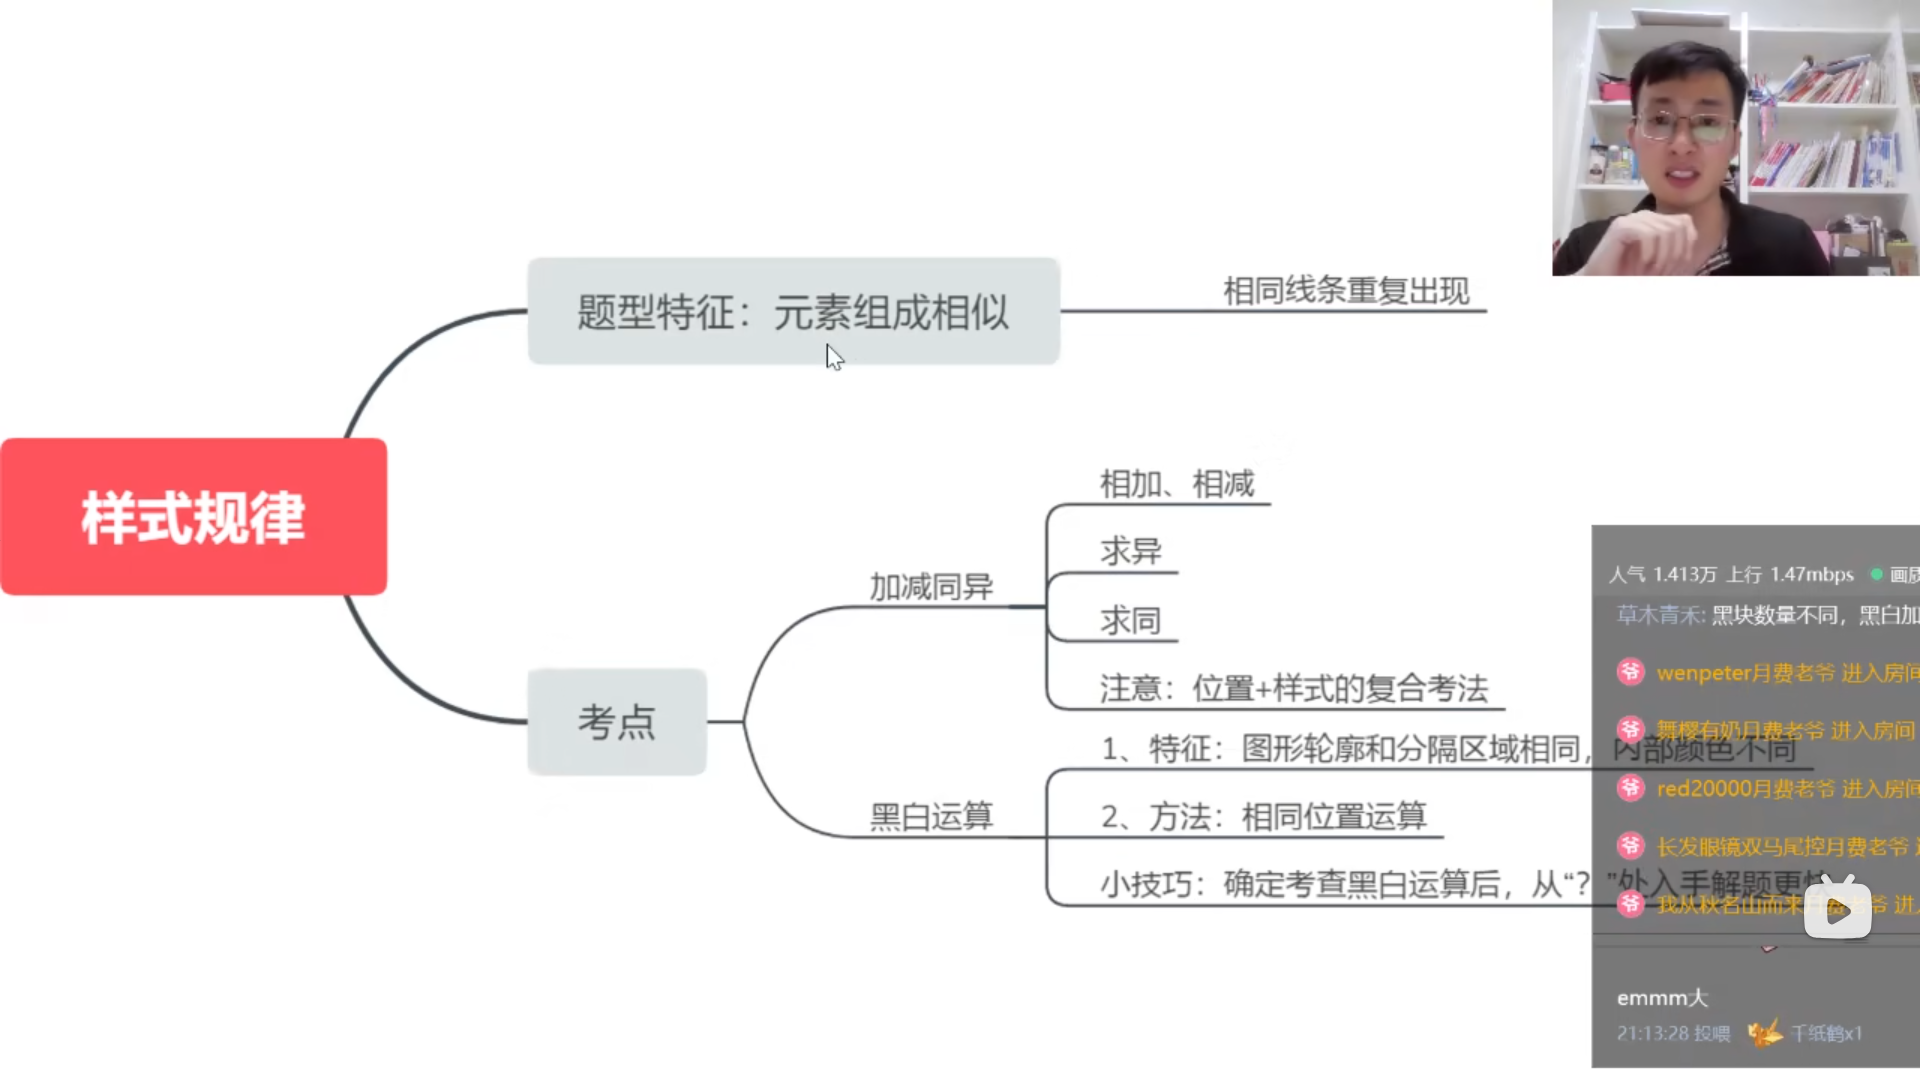 题型特征：元素组成相似
相同线条重复出现
样式规律
考点
加减同异
相加、相减
求异
求同
注意：位置+样式的复合考法
黑白运算
1、特征：图形轮廓和分隔区域相同，内部颜色不同
2、方法：相同位置运算
小技巧：确定考查黑白运算后，从“？”处入手解题更快
人气 1.413万 上行 1.47mbps 画质
草木青禾: 黑块数量不同，黑白加
爷 wenpeter月费老爷 进入房间
爷 舞樱有奶月费老爷 进入房间
爷 red20000月费老爷 进入房间
爷 长发眼镜双马尾控月费老爷
爷 我从秋名山而来月费老爷 进入
emmm大
21:13:28 投喂 千纸鹤x1